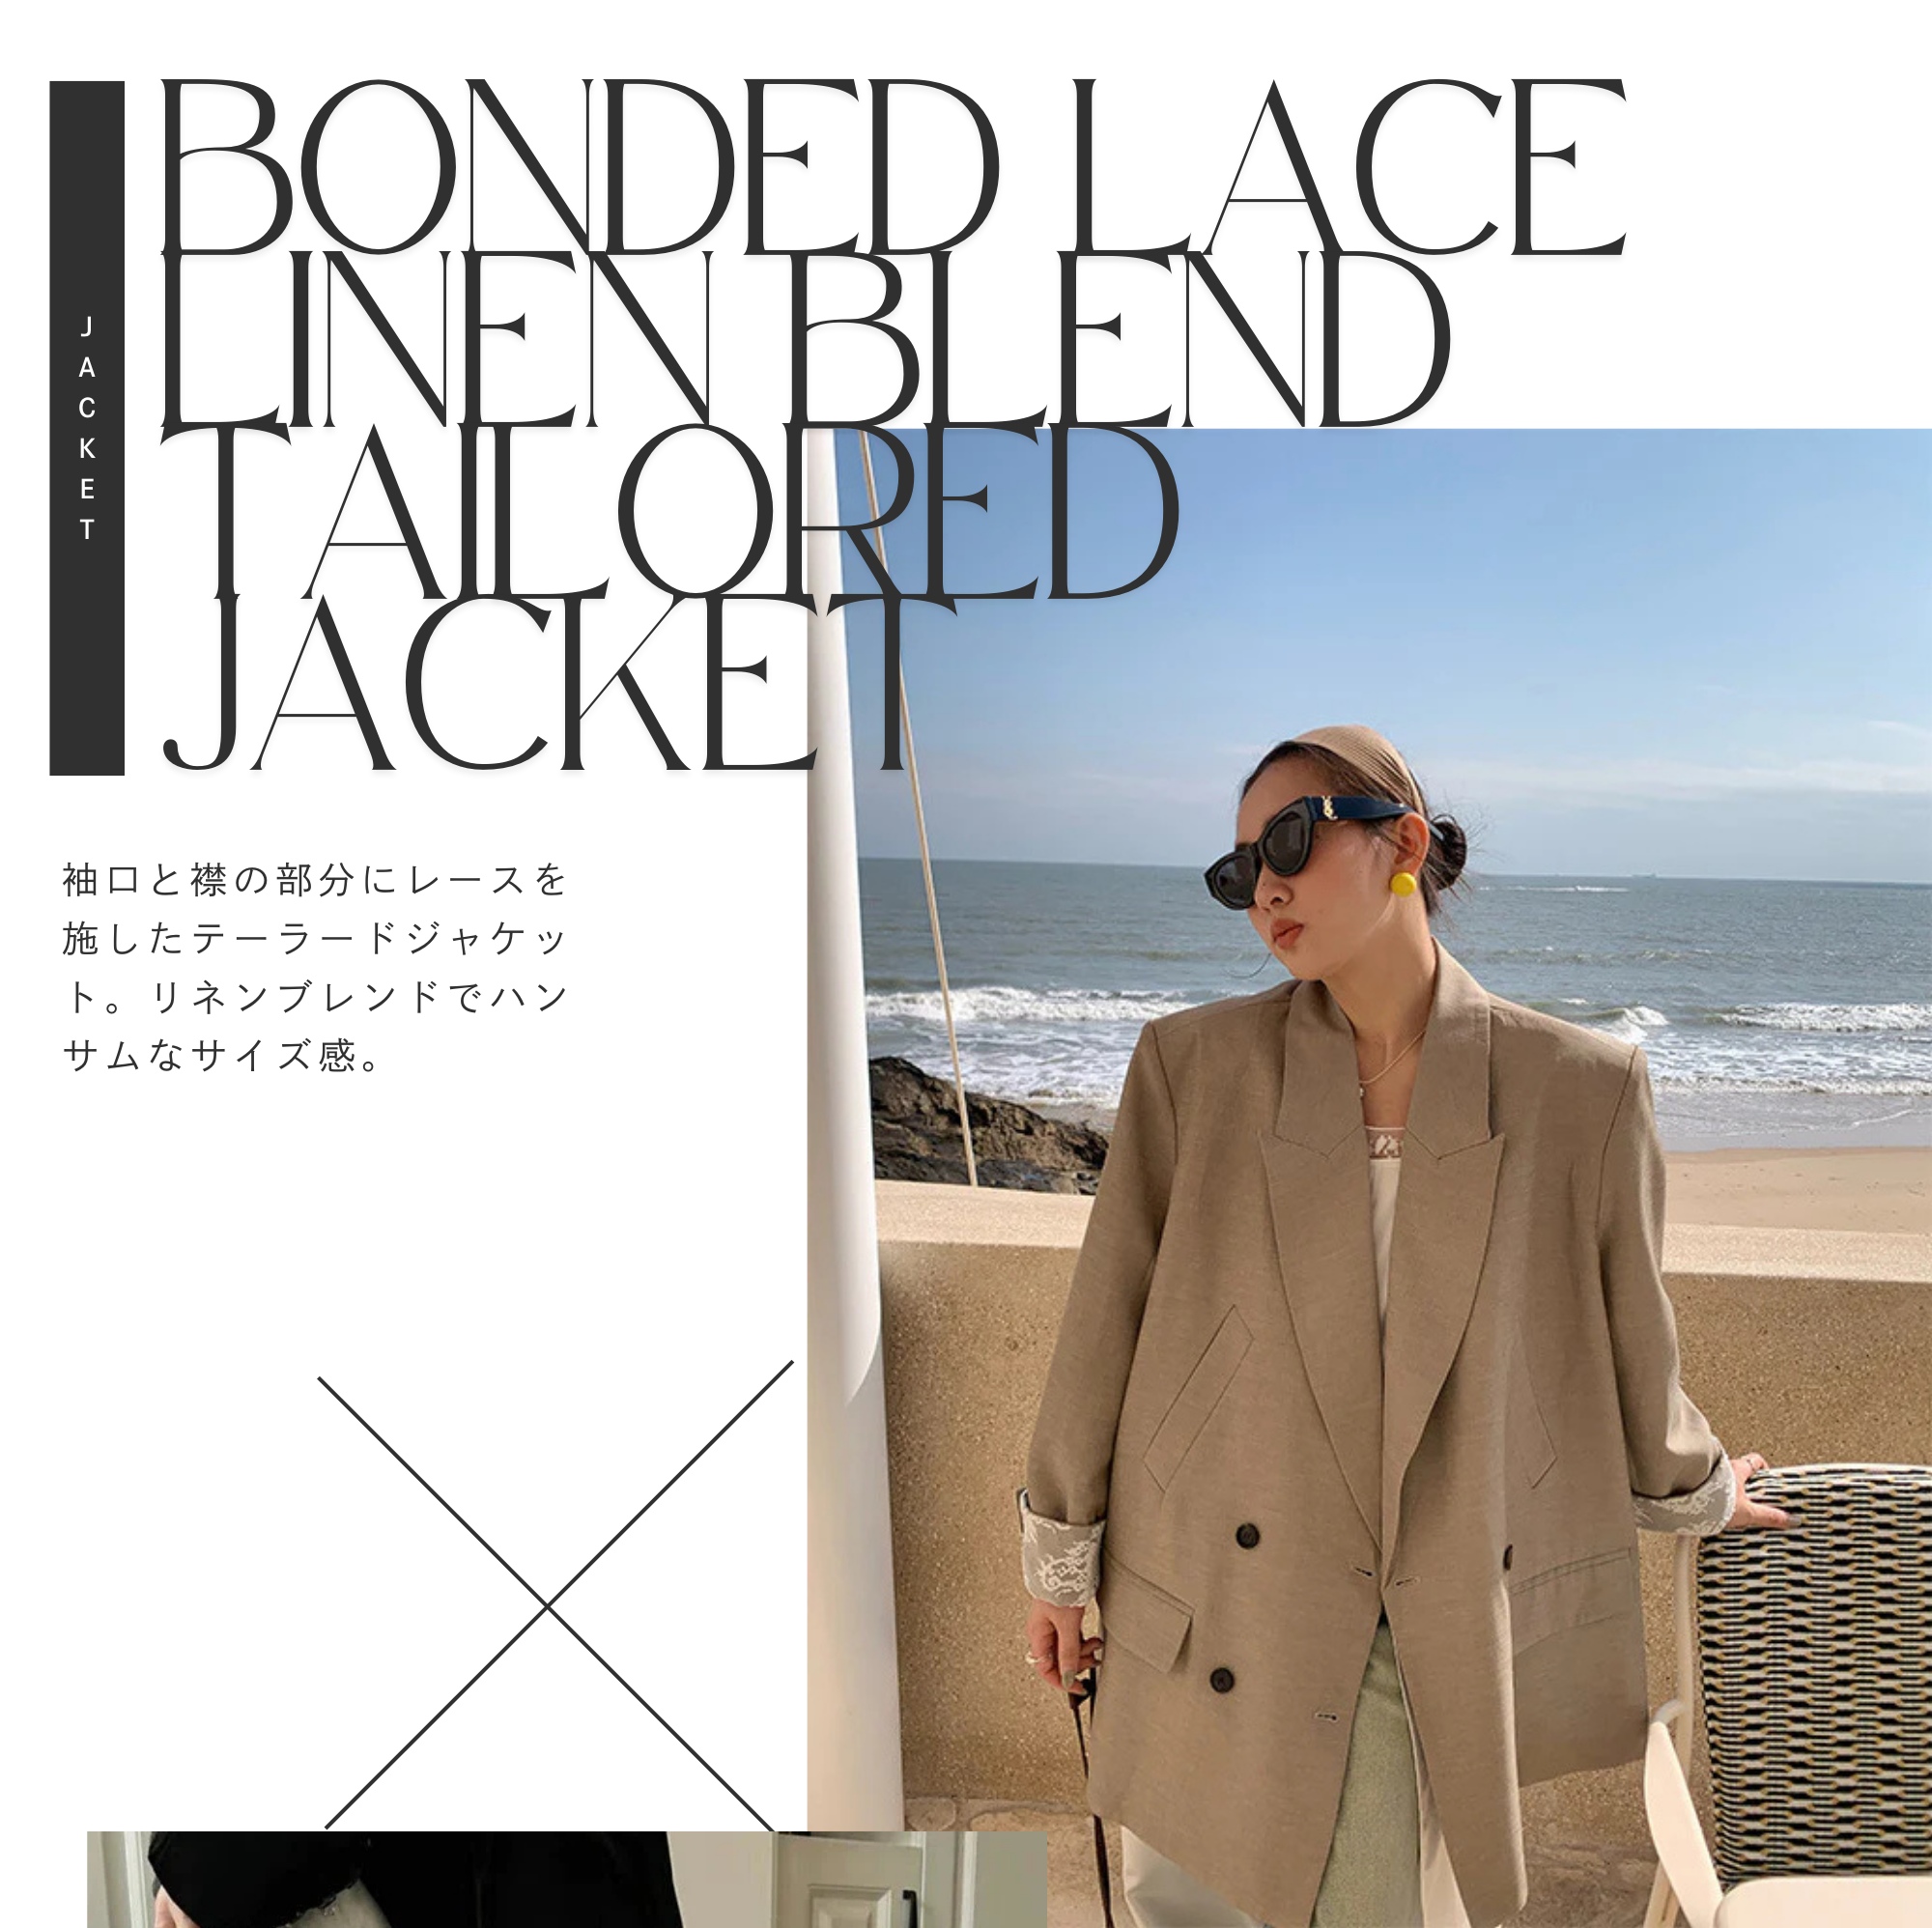 BONDED LACE
LINEN BLEND
TAILORED
JACKET
JACKET
袖口と襟の部分にレースを
施したテーラードジャケッ
ト。リネンブレンドでハン
サムなサイズ感。